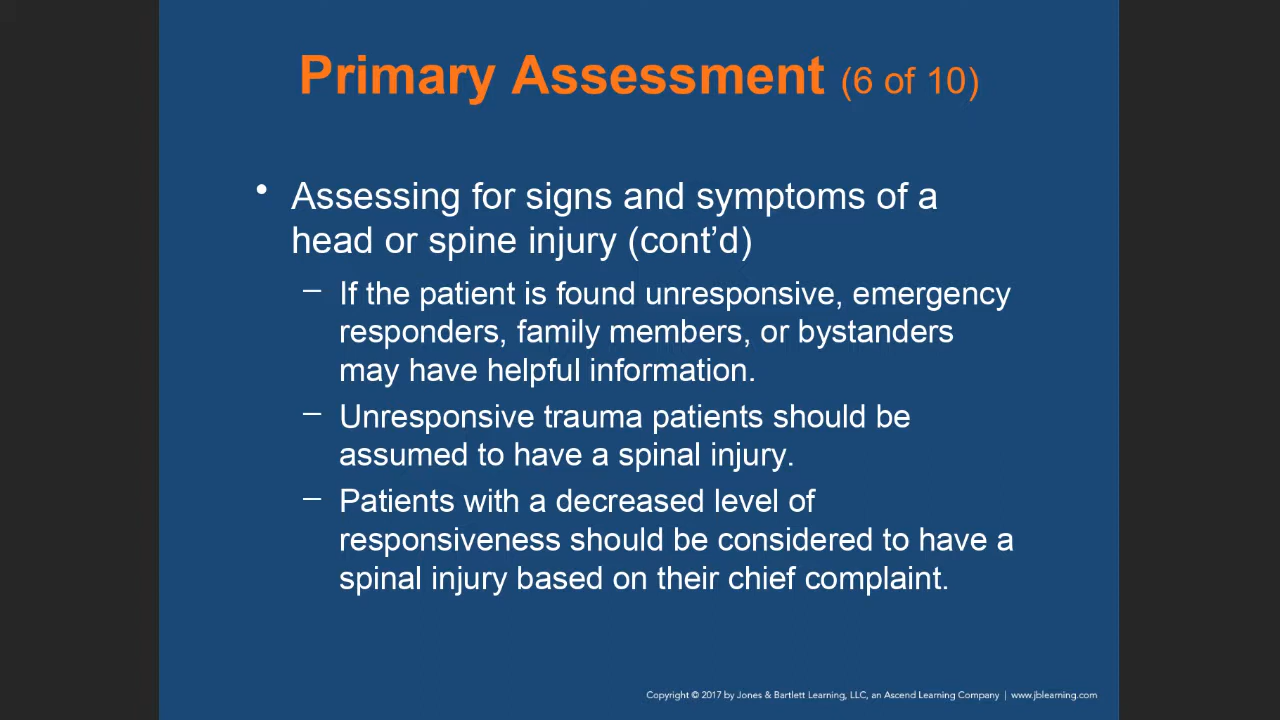 Primary Assessment (6 of 10)
• Assessing for signs and symptoms of a
head or spine injury (cont’d)
– If the patient is found unresponsive, emergency
responders, family members, or bystanders
may have helpful information.
– Unresponsive trauma patients should be
assumed to have a spinal injury.
– Patients with a decreased level of
responsiveness should be considered to have a
spinal injury based on their chief complaint.
Copyright © 2017 by Jones & Bartlett Learning, LLC, an Ascend Learning Company | www.jblearning.com